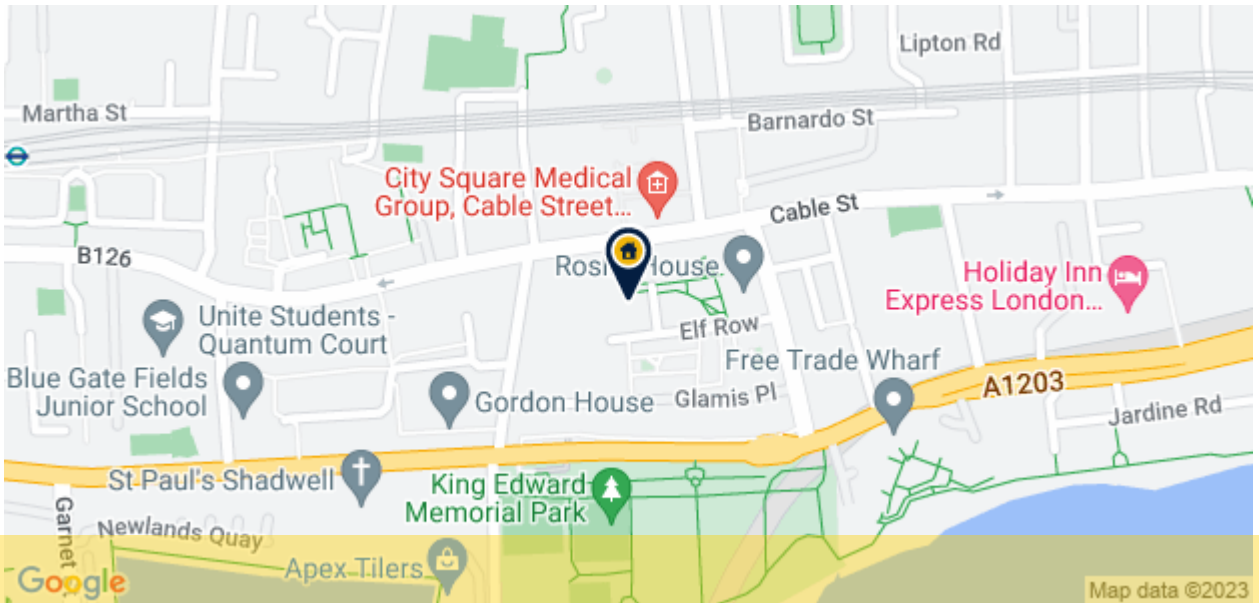 Lipton Rd
Martha St
Barnardo St
City Square Medical
Group, Cable Street...
Cable St
B126
House
Holiday Inn
Express London...
Unite Students -
Quantum Court
Elf Row
Free Trade Wharf
A1203
Blue Gate Fields
Junior School
Gordon House
Glamis Pl
Jardine Rd
St Paul's Shadwell
King Edward
Memorial Park
Garnet
Newlands Quay
Apex Tilers
Google
Map data ©2023